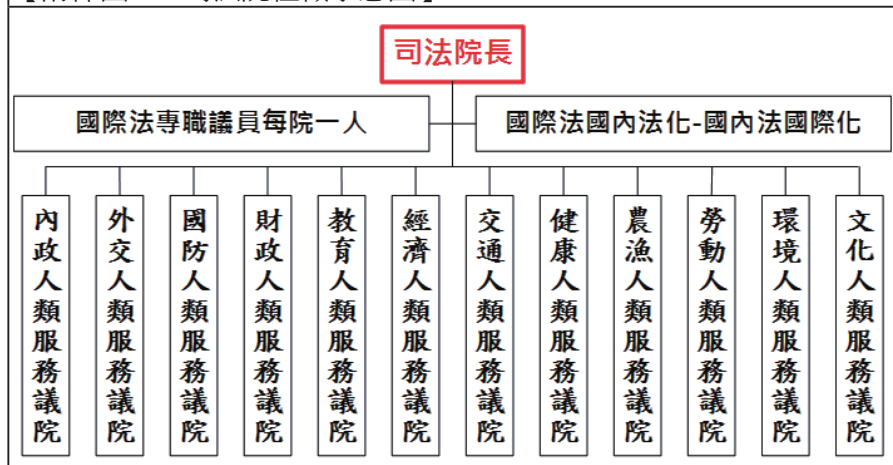 司法院長
國際法專職議員每院一人
國際法國內法化-國內法國際化
內政人類服務議院
外交人類服務議院
國防人類服務議院
財政人類服務議院
教育人類服務議院
經濟人類服務議院
交通人類服務議院
健康人類服務議院
農漁人類服務議院
勞動人類服務議院
環境人類服務議院
文化人類服務議院